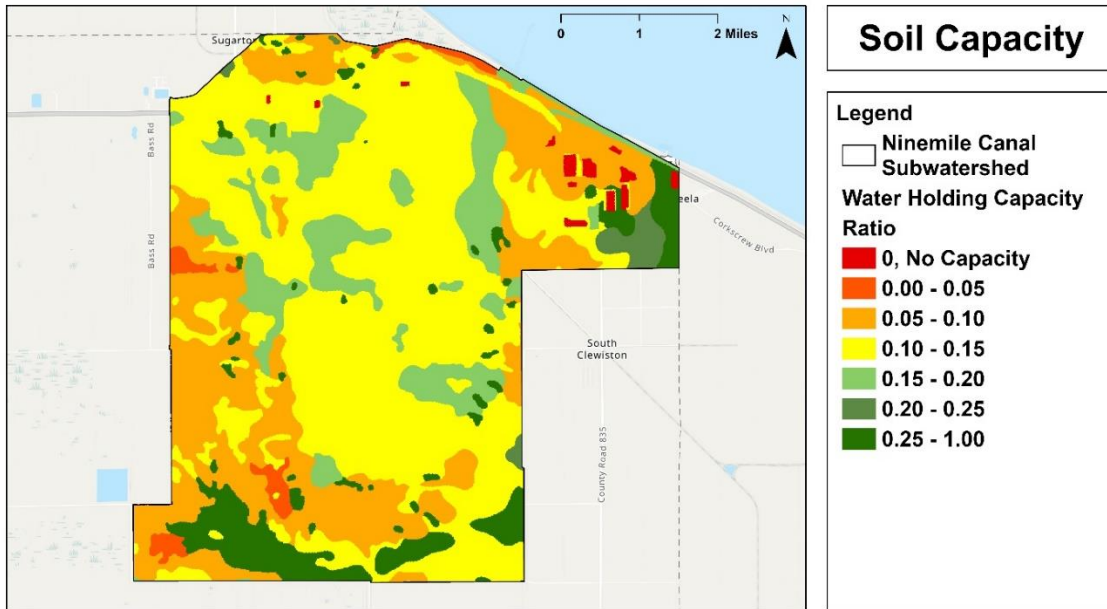 N
0 1 2 Miles
Sugarton
Bass Rd
Bass Rd
eela
Corkscrew Blvd
South
Clewiston
County Road 835
Soil Capacity
Legend
Ninemile Canal
Subwatershed
Water Holding Capacity
Ratio
0, No Capacity
0.00 - 0.05
0.05 - 0.10
0.10 - 0.15
0.15 - 0.20
0.20 - 0.25
0.25 - 1.00